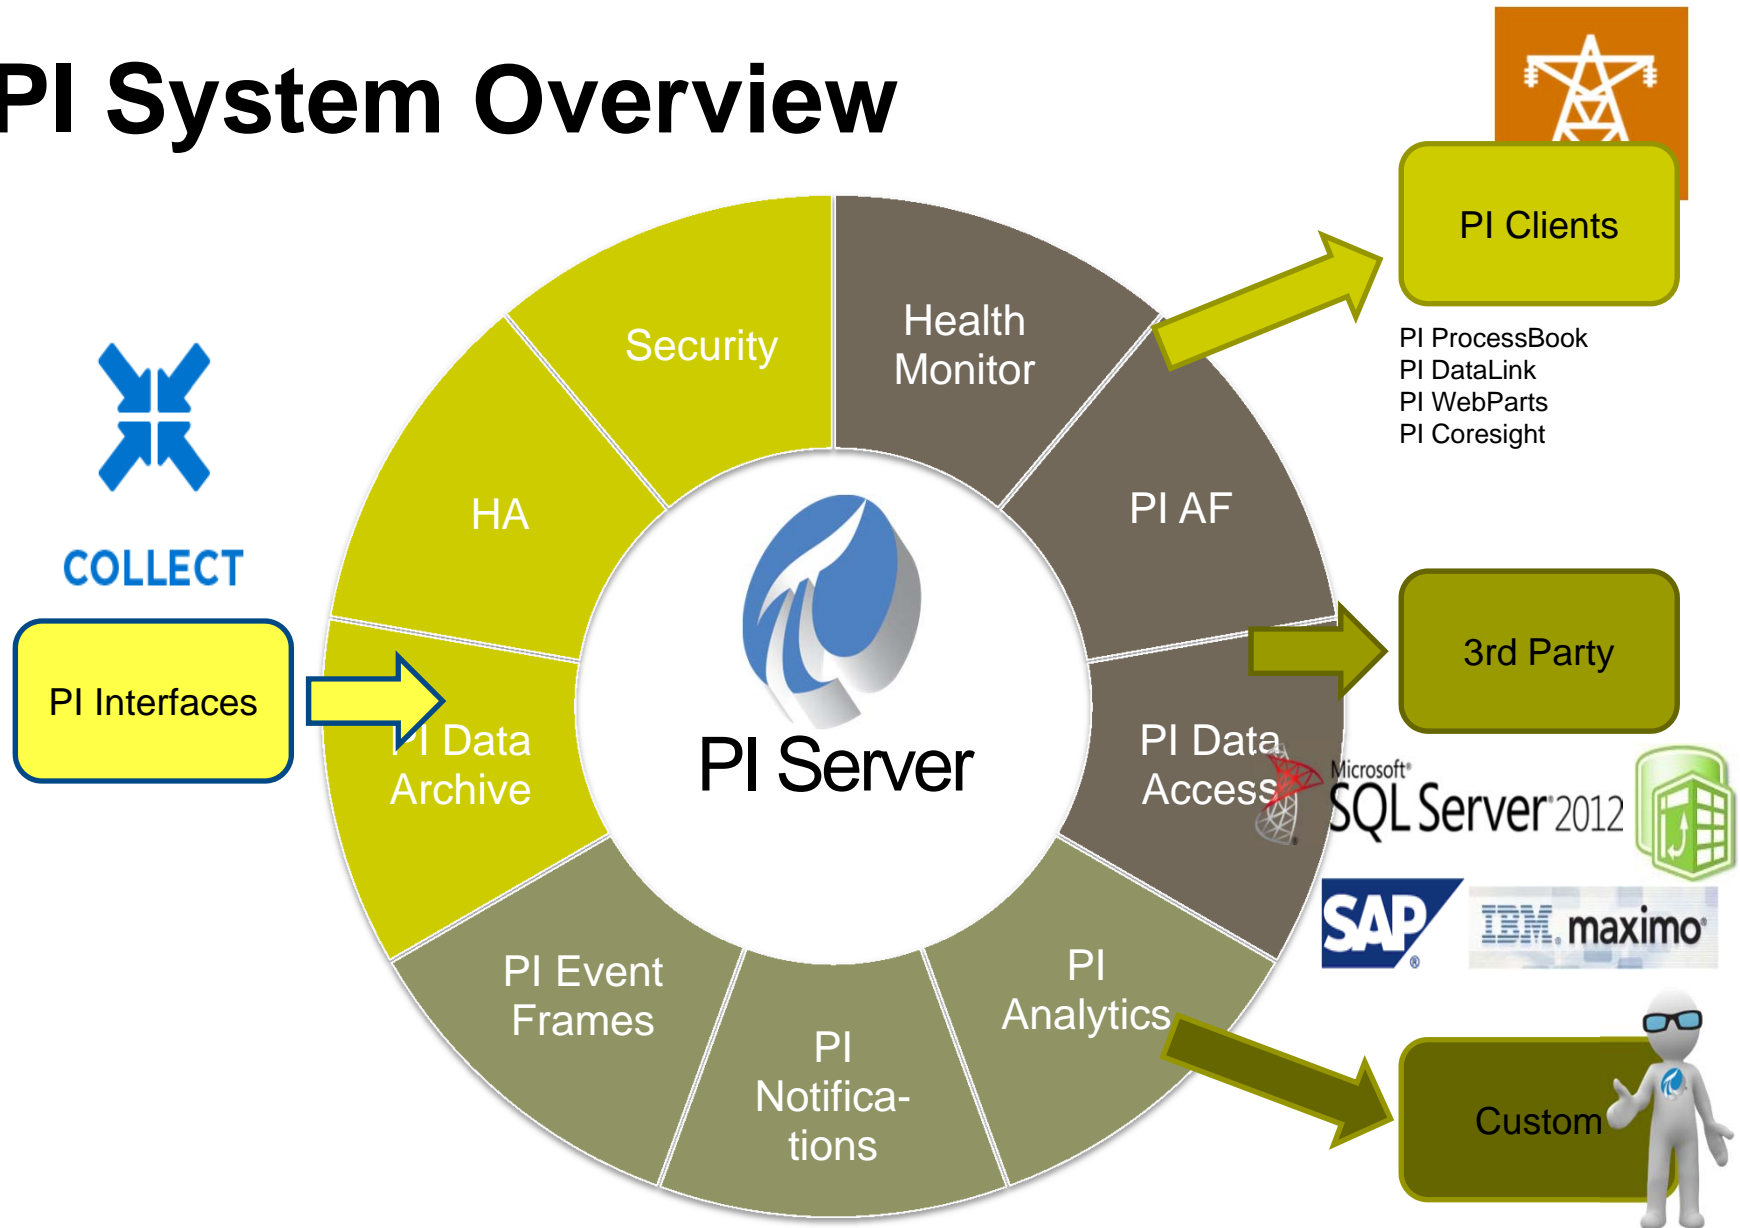 PI System Overview
PI Clients
PI ProcessBook
PI DataLink
PI WebParts
PI Coresight
Health
Monitor
Security
HA
PI AF
COLLECT
PI Interfaces
3rd Party
PI Data
Archive
PI Server
PI Data
Access
Microsoft®
SQL Server® 2012
SAP®
IBM. maximo®
PI Event
Frames
PI
Notifica-
tions
PI
Analytics
Custom